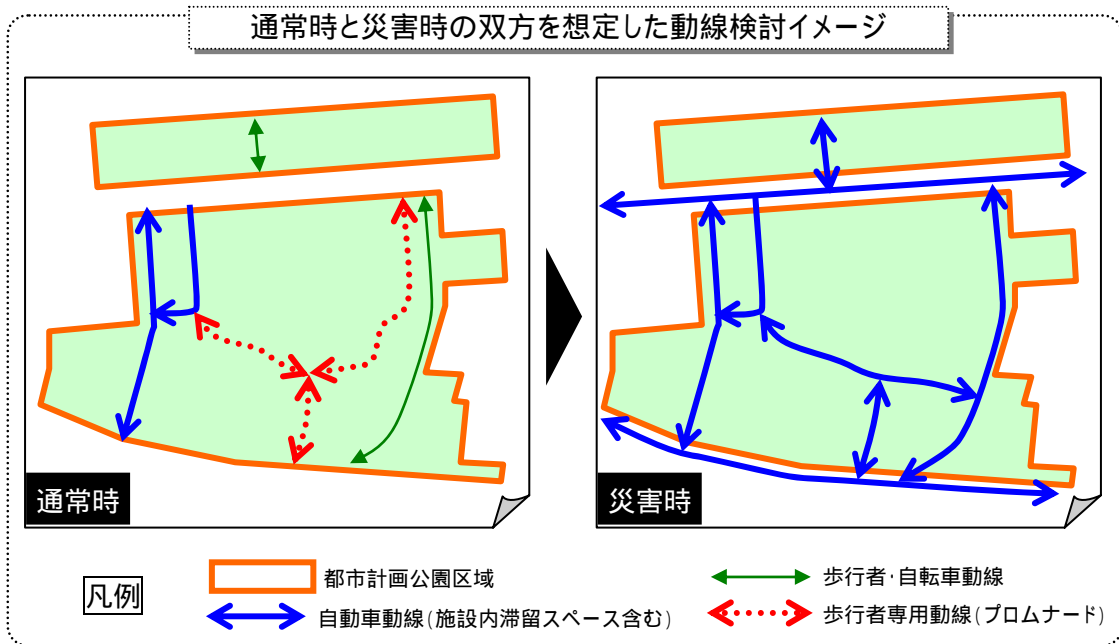 通常時と災害時の双方を想定した動線検討イメージ
通常時
災害時
凡例
都市計画公園区域
歩行者・自転車動線
自動車動線(施設内滞留スペース含む)
歩行者専用動線(プロムナード)